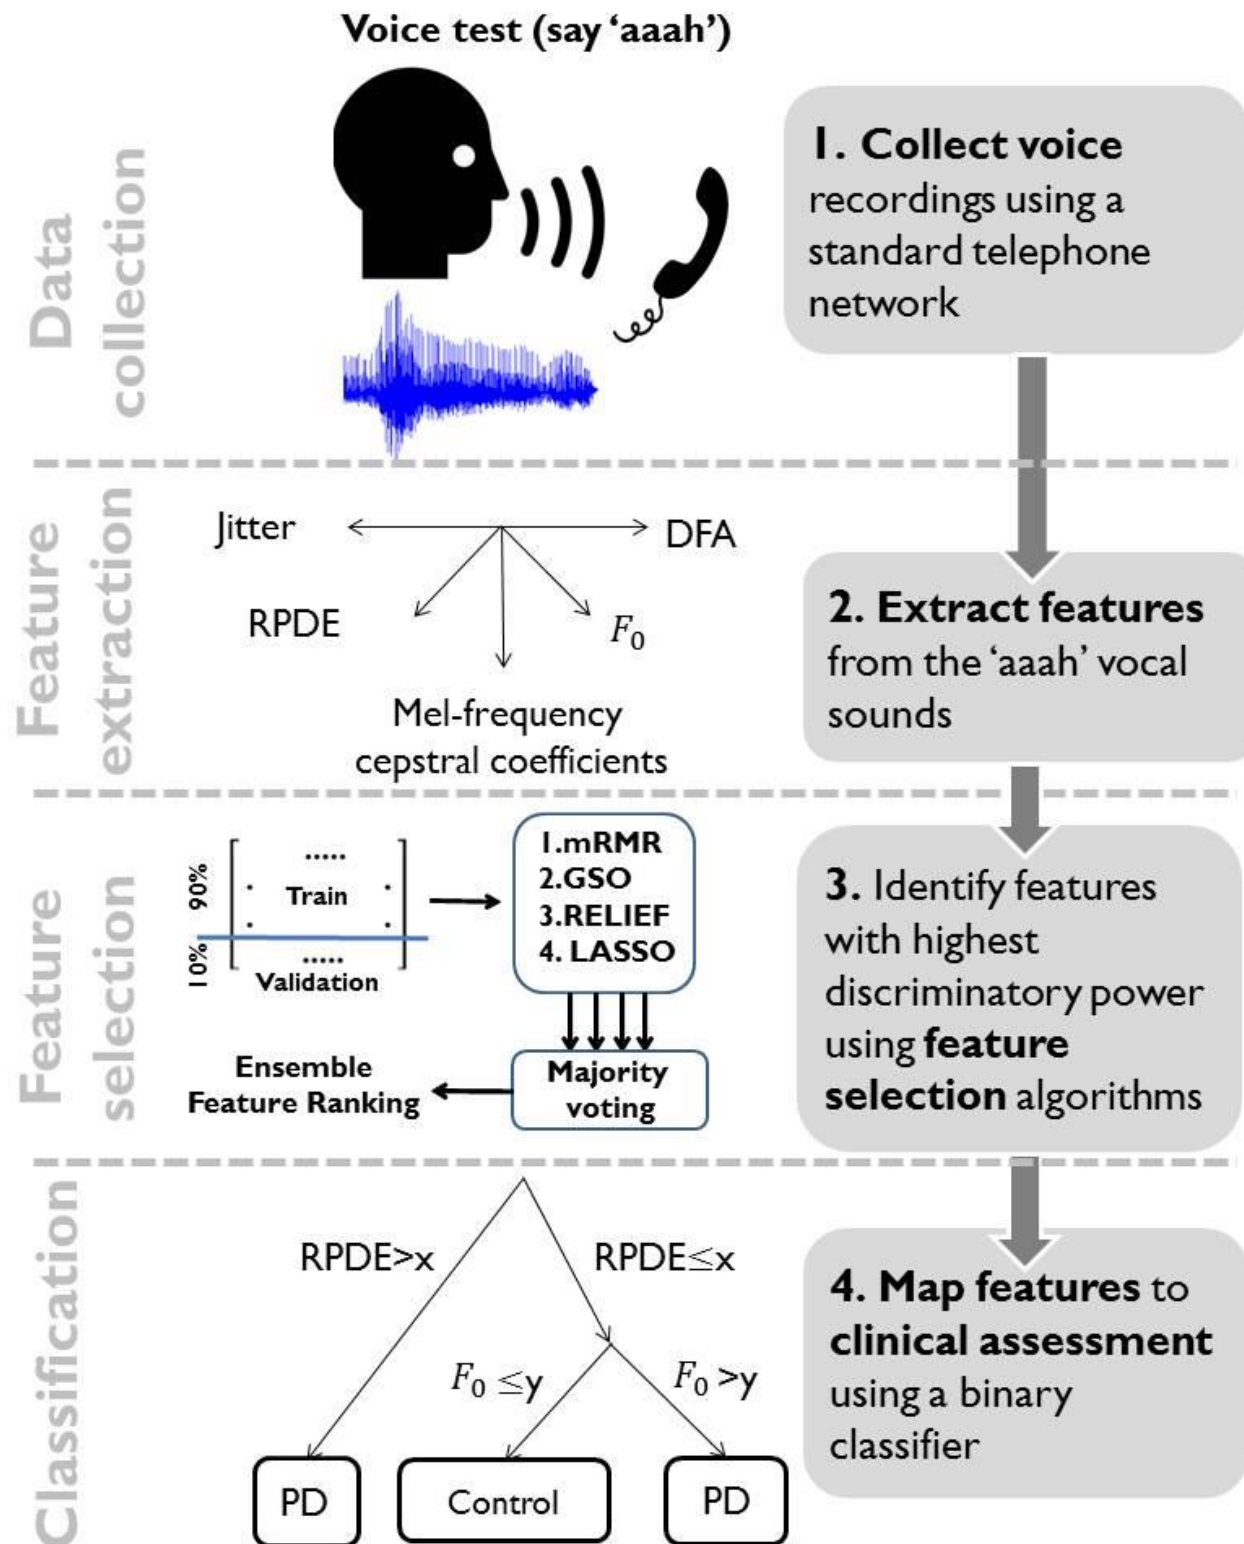 Voice test (say ‘aaah’)
Data
collection
1. Collect voice
recordings using a
standard telephone
network
Feature
extraction
Jitter
DFA
RPDE
F₀
Mel-frequency
cepstral coefficients
2. Extract features
from the ‘aaah’ vocal
sounds
Feature
selection
90%
10%
.....
Train
.....
Validation
1.mRMR
2.GSO
3.RELIEF
4. LASSO
Majority
voting
Ensemble
Feature Ranking
3. Identify features
with highest
discriminatory power
using feature
selection algorithms
Classification
RPDE>x
RPDE≤x
F₀ ≤y
F₀ >y
PD
Control
PD
4. Map features to
clinical assessment
using a binary
classifier